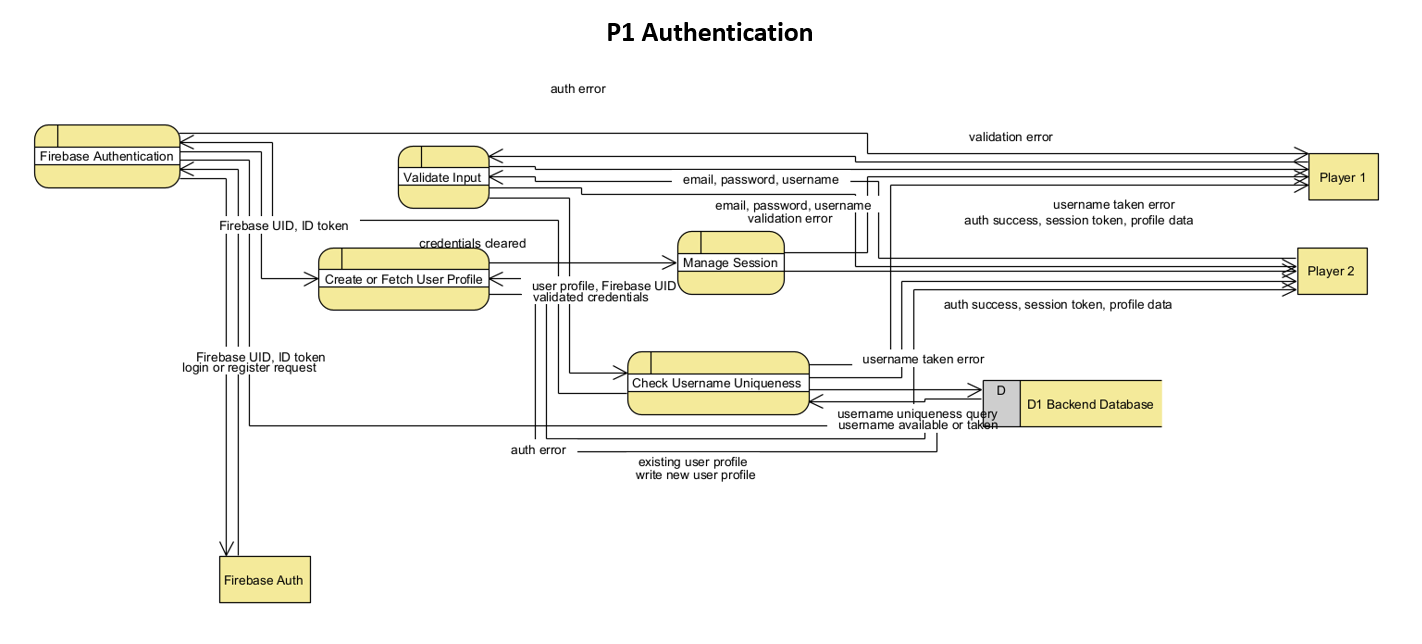 P1 Authentication
auth error
validation error
Firebase Authentication
Validate Input
email, password, username
Player 1
email, password, username
validation error
username taken error
auth success, session token, profile data
Firebase UID, ID token
credentials cleared
Manage Session
Player 2
Create or Fetch User Profile
user profile, Firebase UID
validated credentials
auth success, session token, profile data
Firebase UID, ID token
login or register request
username taken error
Check Username Uniqueness
D
D1 Backend Database
username uniqueness query
username available or taken
auth error
existing user profile
write new user profile
Firebase Auth